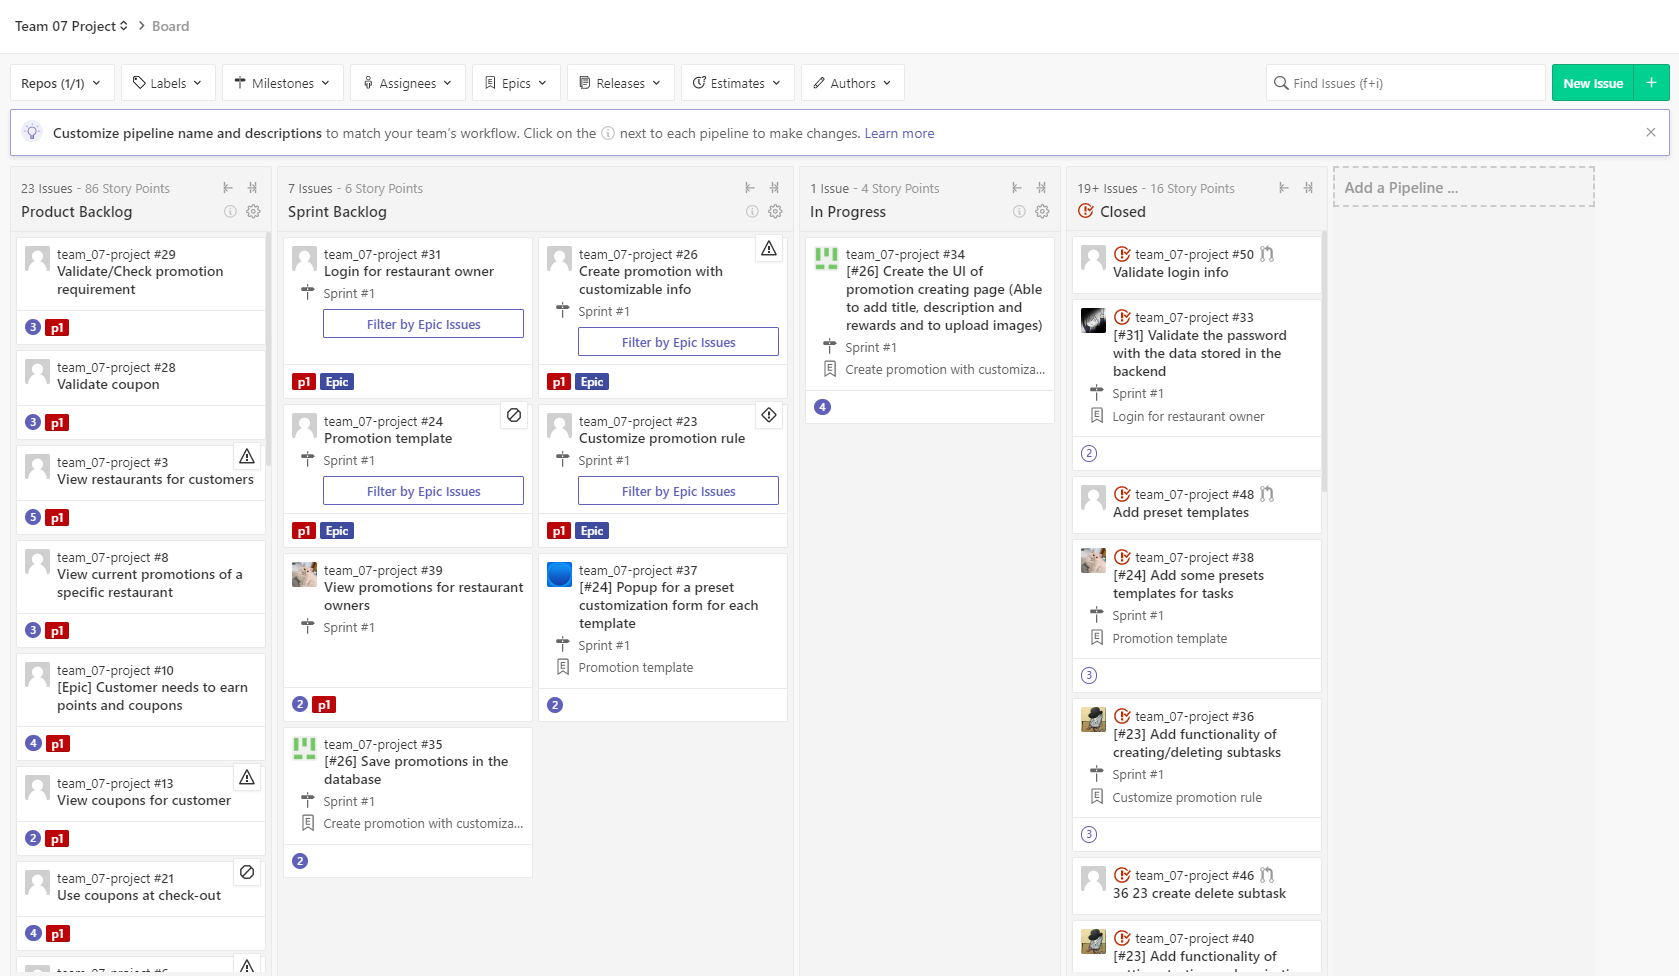 Team 07 Project > Board
Repos (1/1) Labels Milestones Assignees Epics Releases Estimates Authors Find Issues (f+i) New Issue +
Customize pipeline name and descriptions to match your team's workflow. Click on the ⓘ next to each pipeline to make changes. Learn more
23 Issues - 86 Story Points
Product Backlog
team_07-project #29
Validate/Check promotion
requirement
3 p1
team_07-project #28
Validate coupon
3 p1
team_07-project #3
View restaurants for customers
5 p1
team_07-project #8
View current promotions of a
specific restaurant
3 p1
team_07-project #10
[Epic] Customer needs to earn
points and coupons
4 p1
team_07-project #13
View coupons for customer
2 p1
team_07-project #21
Use coupons at check-out
4 p1
7 Issues - 6 Story Points
Sprint Backlog
team_07-project #31
Login for restaurant owner
Sprint #1
Filter by Epic Issues
p1 Epic
team_07-project #26
Create promotion with
customizable info
Sprint #1
Filter by Epic Issues
p1 Epic
team_07-project #24
Promotion template
Sprint #1
Filter by Epic Issues
p1 Epic
team_07-project #23
Customize promotion rule
Sprint #1
Filter by Epic Issues
p1 Epic
team_07-project #39
View promotions for restaurant
owners
Sprint #1
2 p1
team_07-project #37
[#24] Popup for a preset
customization form for each
template
Sprint #1
Promotion template
2
team_07-project #35
[#26] Save promotions in the
database
Sprint #1
Create promotion with customiza...
2
1 Issue - 4 Story Points
In Progress
team_07-project #34
[#26] Create the UI of
promotion creating page (Able
to add title, description and
rewards and to upload images)
Sprint #1
Create promotion with customiza...
4
19+ Issues - 16 Story Points
Closed
team_07-project #50
Validate login info
team_07-project #33
[#31] Validate the password
with the data stored in the
backend
Sprint #1
Login for restaurant owner
2
team_07-project #48
Add preset templates
team_07-project #38
[#24] Add some presets
templates for tasks
Sprint #1
Promotion template
3
team_07-project #36
[#23] Add functionality of
creating/deleting subtasks
Sprint #1
Customize promotion rule
3
team_07-project #46
36 23 create delete subtask
team_07-project #40
[#23] Add functionality of
Add a Pipeline ...